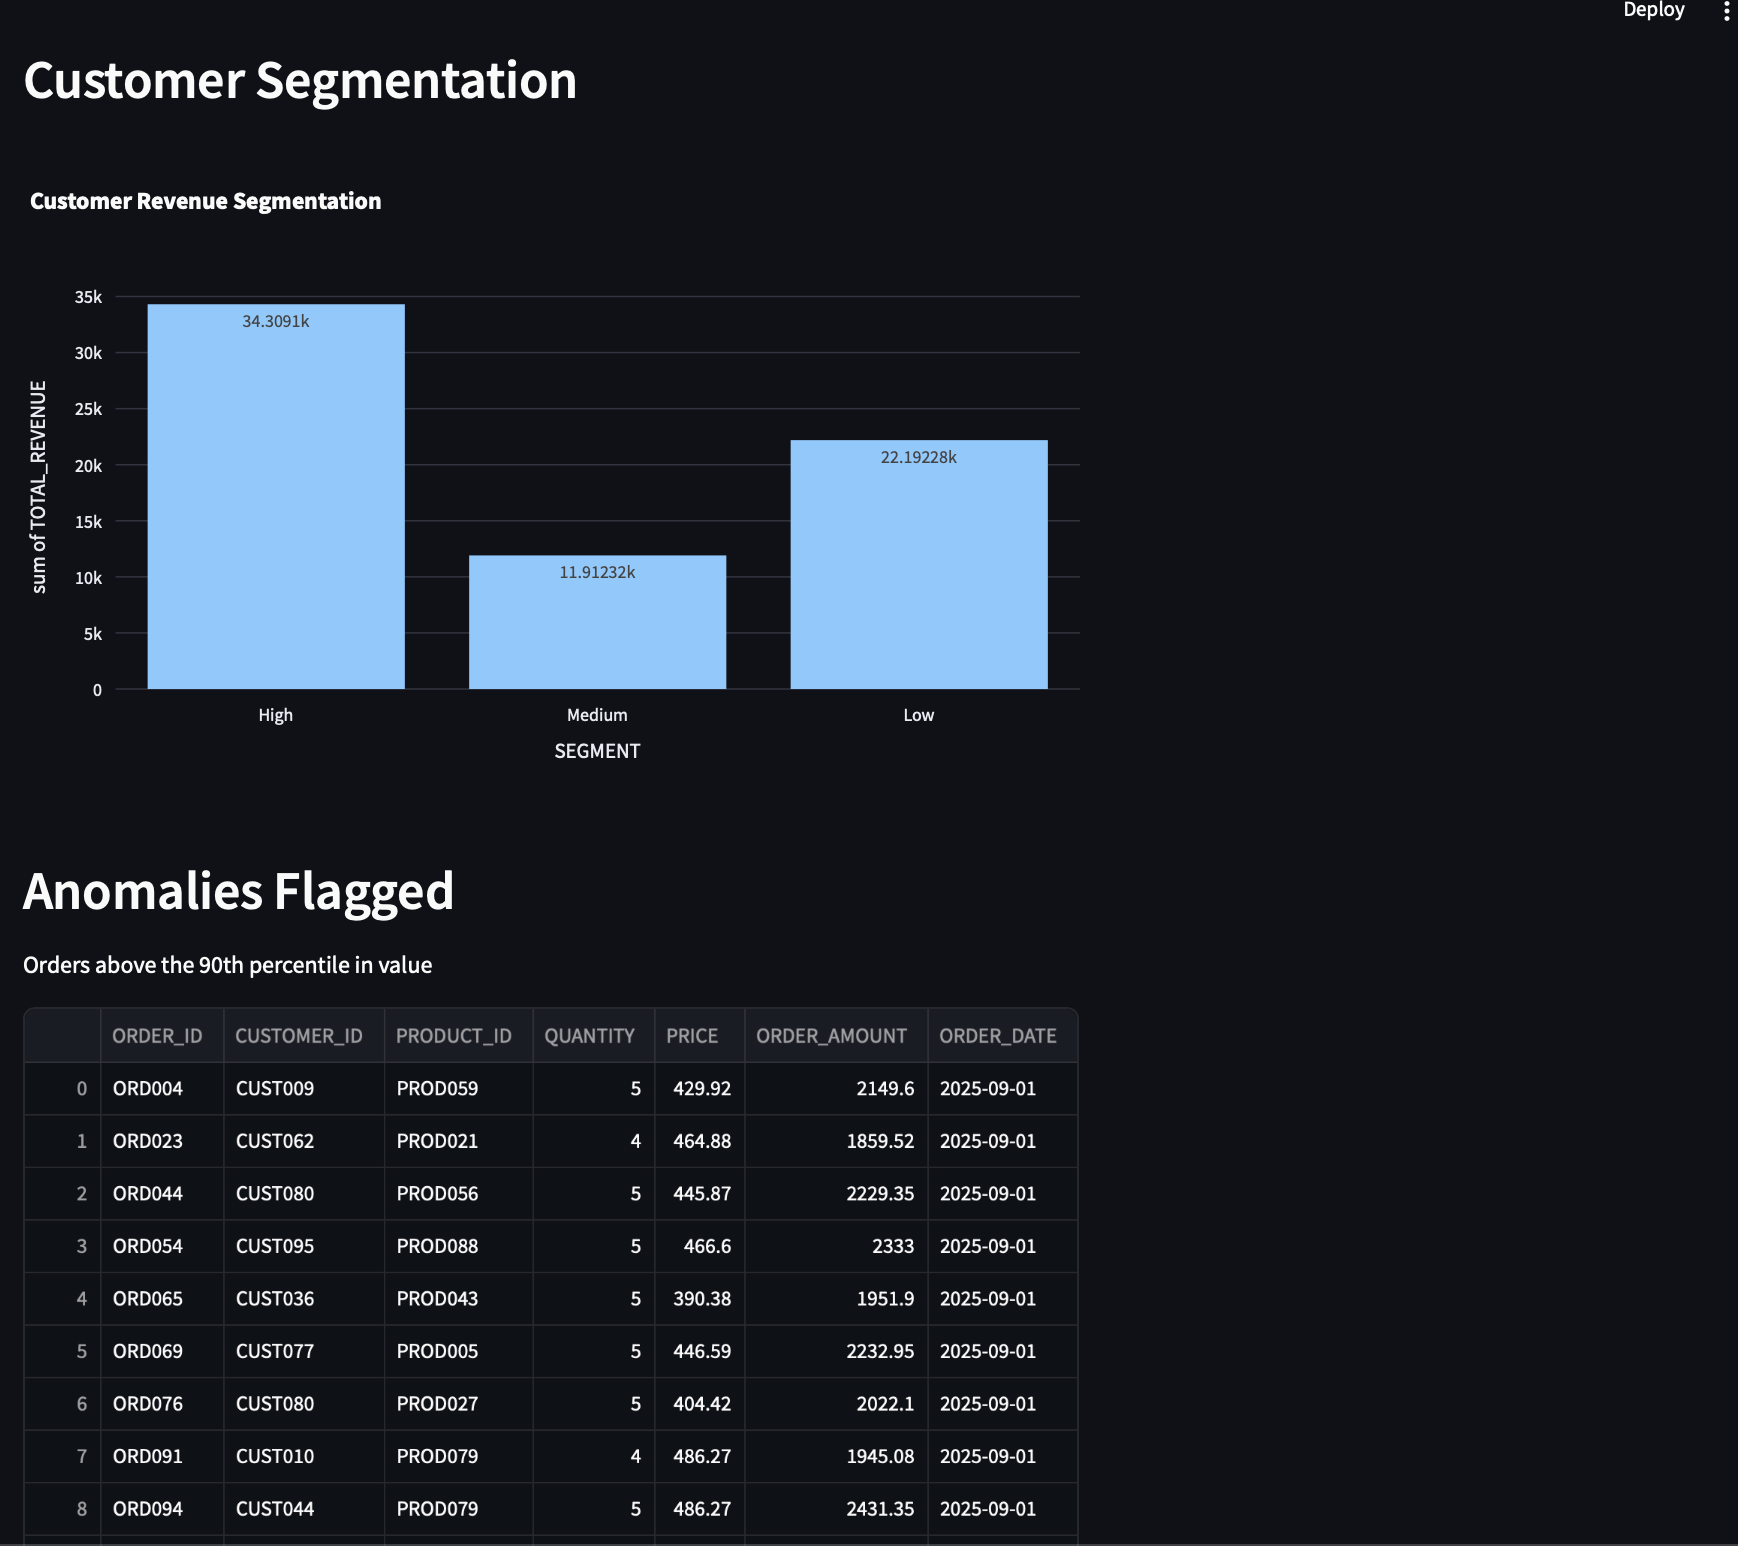 Deploy
Customer Segmentation
Customer Revenue Segmentation
35k
34.3091k
30k
25k
22.19228k
20k
15k
11.91232k
10k
5k
0
sum of TOTAL_REVENUE
High Medium Low
SEGMENT
Anomalies Flagged
Orders above the 90th percentile in value
ORDER_ID CUSTOMER_ID PRODUCT_ID QUANTITY PRICE ORDER_AMOUNT ORDER_DATE
0 ORD004 CUST009 PROD059 5 429.92 2149.6 2025-09-01
1 ORD023 CUST062 PROD021 4 464.88 1859.52 2025-09-01
2 ORD044 CUST080 PROD056 5 445.87 2229.35 2025-09-01
3 ORD054 CUST095 PROD088 5 466.6 2333 2025-09-01
4 ORD065 CUST036 PROD043 5 390.38 1951.9 2025-09-01
5 ORD069 CUST077 PROD005 5 446.59 2232.95 2025-09-01
6 ORD076 CUST080 PROD027 5 404.42 2022.1 2025-09-01
7 ORD091 CUST010 PROD079 4 486.27 1945.08 2025-09-01
8 ORD094 CUST044 PROD079 5 486.27 2431.35 2025-09-01